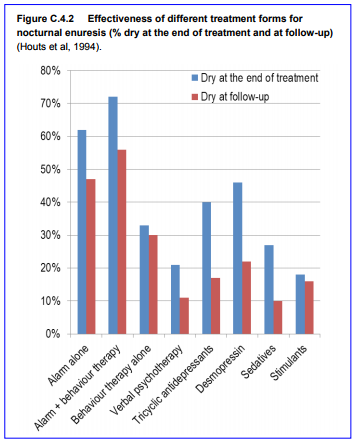 Figure C.4.2 Effectiveness of different treatment forms for
nocturnal enuresis (% dry at the end of treatment and at follow-up)
(Houts et al, 1994).
80%
70%
60%
50%
40%
30%
20%
10%
0%
Dry at the end of treatment
Dry at follow-up
Alarm alone
Alarm + behaviour therapy
Behaviour therapy alone
Verbal psychotherapy
Tricyclic antidepressants
Desmopressin
Sedatives
Stimulants